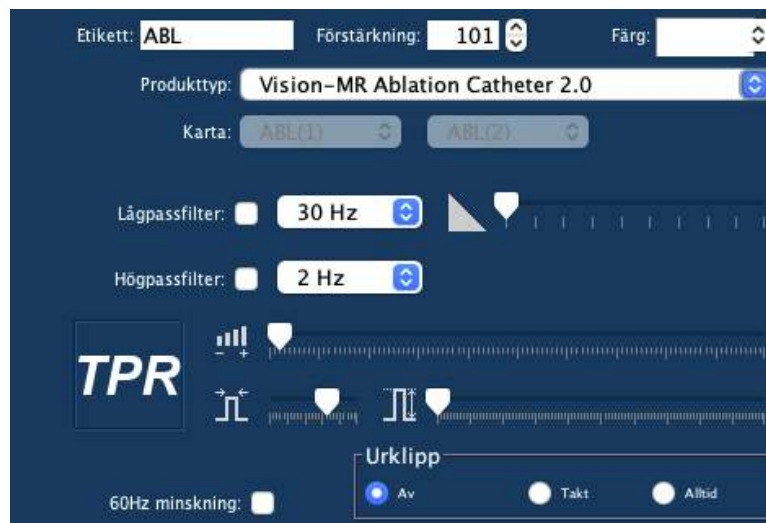 Etikett: ABL Förstärkning: 101 Färg:
Produkttyp: Vision-MR Ablation Catheter 2.0
Karta: ABL(1) ABL(2)
Lågpassfilter: 30 Hz
Högpassfilter: 2 Hz
- +
TPR
Urklipp
60Hz minskning: Av Takt Alltid